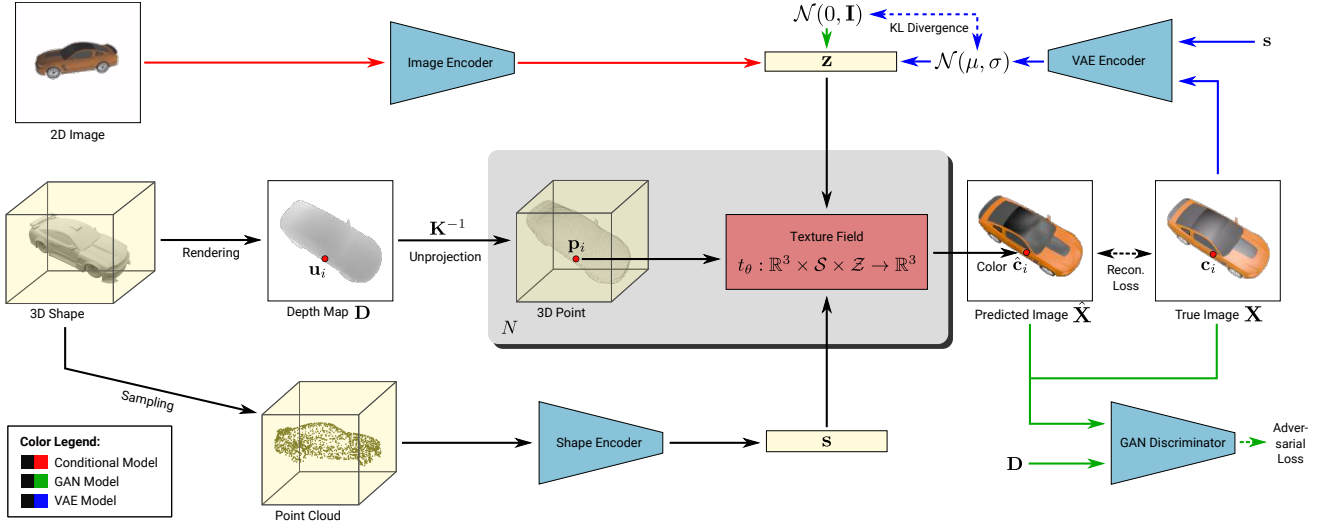 2D Image
Image Encoder
𝒩(0, I)
KL Divergence
z
𝒩(μ, σ)
VAE Encoder
s
3D Shape
Rendering
u_i
Depth Map D
K⁻¹
Unprojection
p_i
3D Point
N
Texture Field
t_θ : ℝ³ × 𝒮 × 𝒵 → ℝ³
Color ĉ_i
Predicted Image X̂
Recon.
Loss
c_i
True Image X
Sampling
Point Cloud
Shape Encoder
s
D
GAN Discriminator
Adver-
sarial
Loss
Color Legend:
Conditional Model
GAN Model
VAE Model